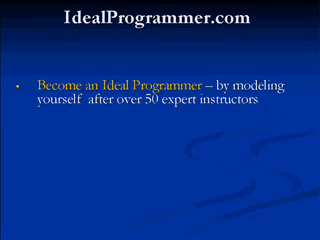 IdealProgrammer.com
• Become an Ideal Programmer – by modeling
yourself after over 50 expert instructors